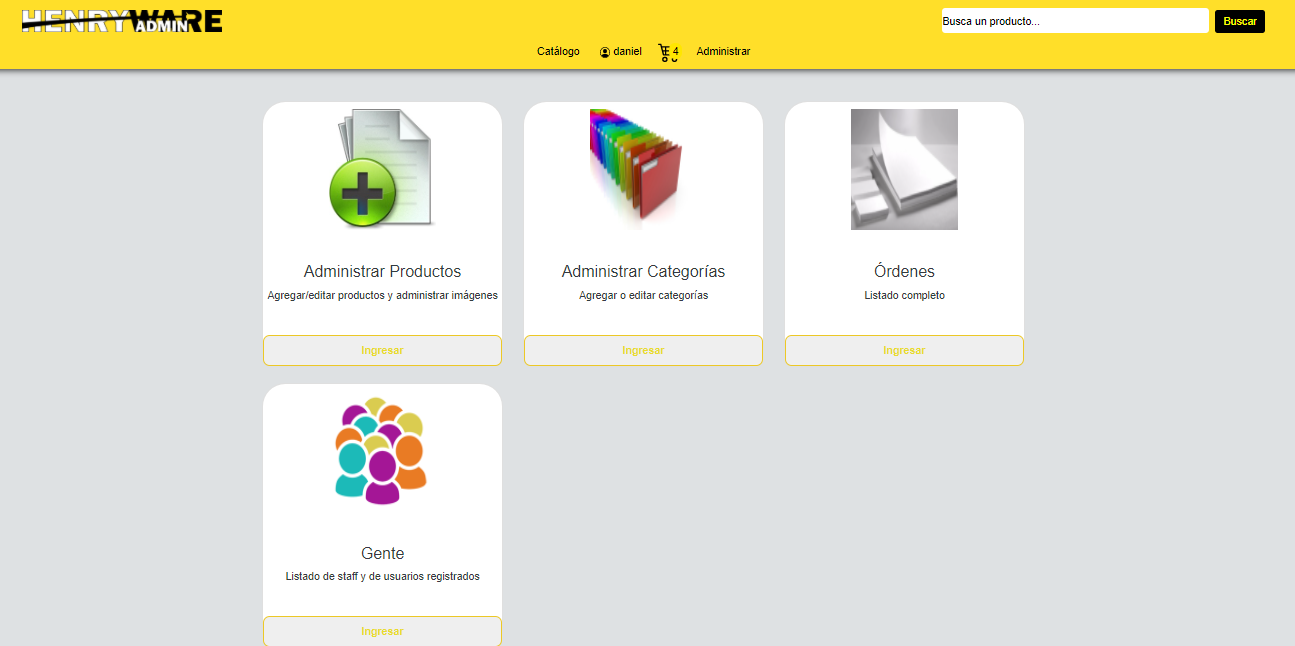 HENRYWARE
ADMIN
Busca un producto...
Buscar
Catálogo
daniel
4
Administrar
Administrar Productos
Agregar/editar productos y administrar imágenes
Ingresar
Administrar Categorías
Agregar o editar categorías
Ingresar
Órdenes
Listado completo
Ingresar
Gente
Listado de staff y de usuarios registrados
Ingresar